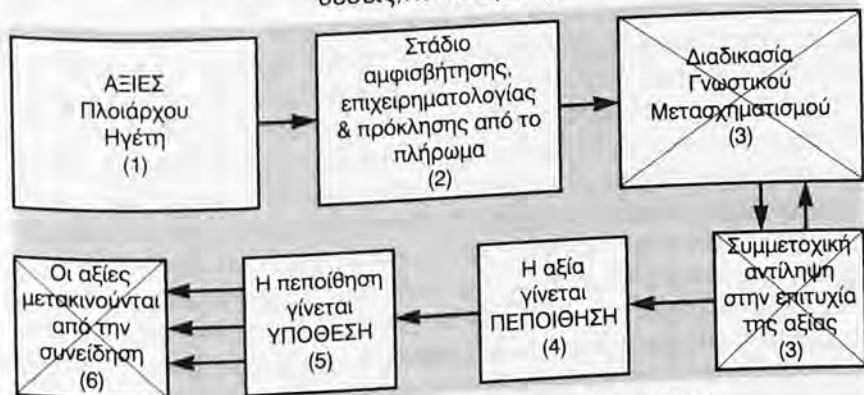 ΑΞΙΕΣ
Πλοιάρχου
Ηγέτη
(1)
Στάδιο
αμφισβήτησης,
επιχειρηματολογίας
& πρόκλησης από το
πλήρωμα
(2)
Διαδικασία
Γνωστικού
Μετασχηματισμού
(3)
Συμμετοχική
αντίληψη
στην επιτυχία
της αξίας
(3)
Η αξία
γίνεται
ΠΕΠΟΙΘΗΣΗ
(4)
Η πεποίθηση
γίνεται
ΥΠΟΘΕΣΗ
(5)
Οι αξίες
μετακινούνται
από την
συνείδηση
(6)